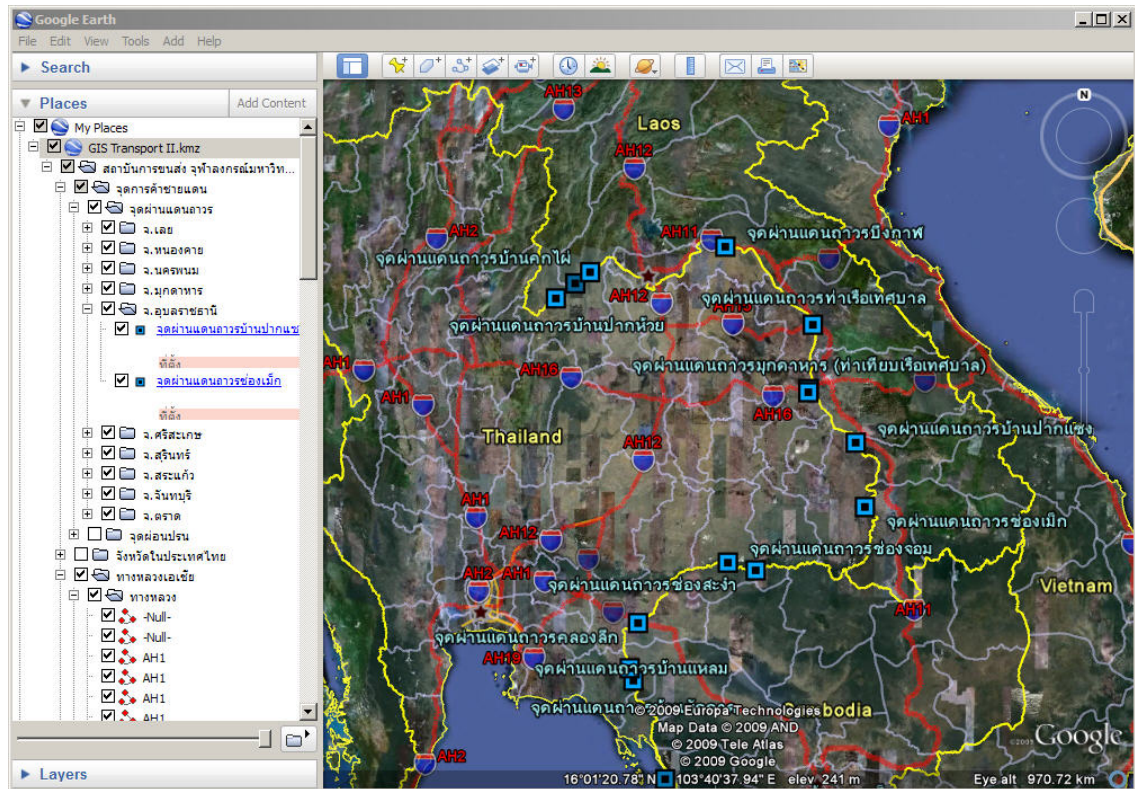 Google Earth
File Edit View Tools Add Help
Search
Places
Add Content
My Places
GIS Transport II.kmz
สถาบันการขนส่ง จุฬาลงกรณ์มหาวิท...
จุดการค้าชายแดน
จุดผ่านแดนถาวร
จ.เลย
จ.หนองคาย
จ.นครพนม
จ.มุกดาหาร
จ.อุบลราชธานี
จุดผ่านแดนถาวรบ้านปากแซ
ที่ตั้ง
จุดผ่านแดนถาวรช่องเม็ก
ที่ตั้ง
จ.ศรีสะเกษ
จ.สุรินทร์
จ.สระแก้ว
จ.จันทบุรี
จ.ตราด
จุดผ่อนปรน
จังหวัดในประเทศไทย
ทางหลวงเอเชีย
ทางหลวง
-Null-
-Null-
AH1
AH1
AH1
AH1
Layers
AH13
N
AH1
Laos
AH12
AH2
AH11
จุดผ่านแดนถาวรบึงกาฬ
จุดผ่านแดนถาวรบ้านคกไผ่
AH12
จุดผ่านแดนถาวรท่าเรือเทศบาล
AH15
จุดผ่านแดนถาวรบ้านปากห้วย
AH1
AH16
จุดผ่านแดนถาวรมุกดาหาร (ท่าเทียบเรือเทศบาล)
AH1
AH16
Thailand
AH12
จุดผ่านแดนถาวรบ้านปากแซง
AH1
AH12
จุดผ่านแดนถาวรช่องเม็ก
จุดผ่านแดนถาวรช่องจอม
AH2
AH1
จุดผ่านแดนถาวรช่องสะงำ
Vietnam
AH11
จุดผ่านแดนถาวรคลองลึก
AH19
จุดผ่านแดนถาวรบ้านแหลม
© 2009 Europa Technologies
bodia
Map Data © 2009 AND
© 2009 Tele Atlas
© 2009 Google
©2009 Google
AH2
16°01'20.78" N 103°40'37.94" E elev 241 m Eye alt 970.72 km